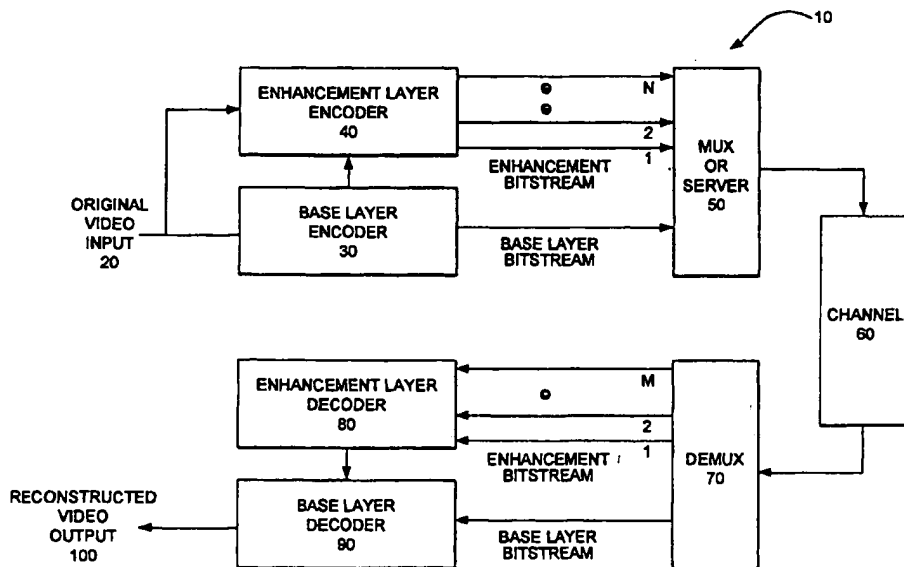 10
ENHANCEMENT LAYER
ENCODER
40
N
2
1
ENHANCEMENT
BITSTREAM
MUX
OR
SERVER
50
ORIGINAL
VIDEO
INPUT
20
BASE LAYER
ENCODER
30
BASE LAYER
BITSTREAM
CHANNEL
60
ENHANCEMENT LAYER
DECODER
80
M
2
1
ENHANCEMENT
BITSTREAM
DEMUX
70
RECONSTRUCTED
VIDEO
OUTPUT
100
BASE LAYER
DECODER
90
BASE LAYER
BITSTREAM